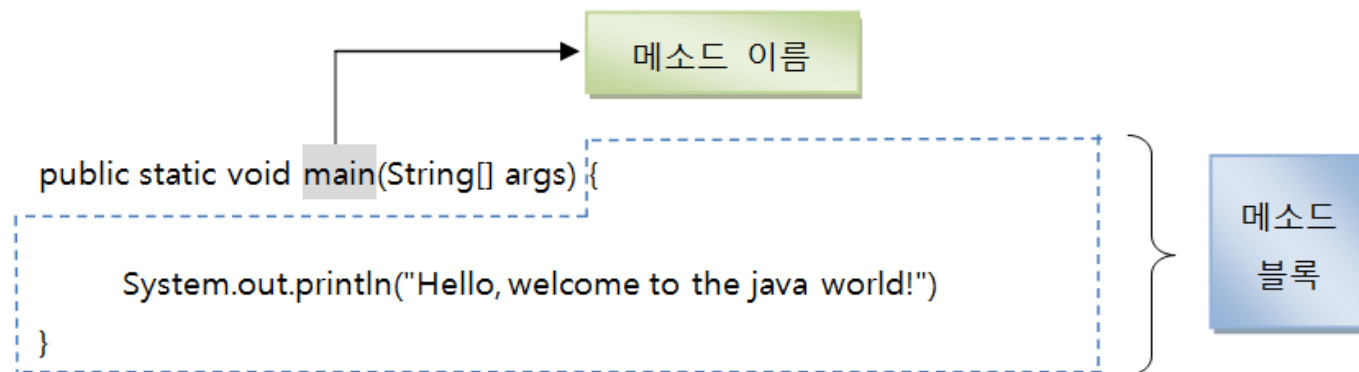 메소드 이름
public static void main(String[] args) {
System.out.println("Hello, welcome to the java world!")
}
메소드
블록